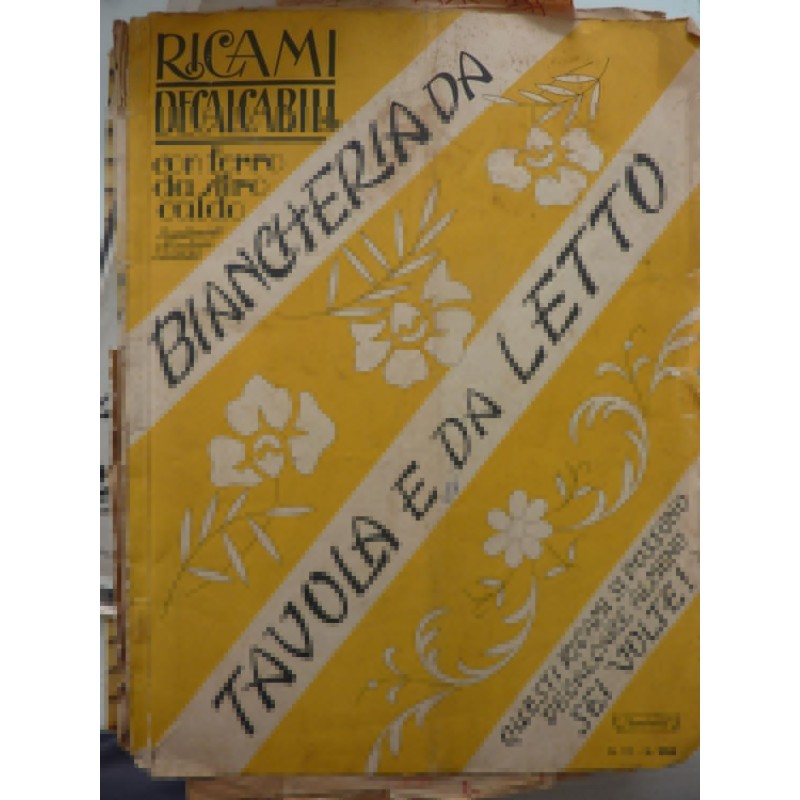 RICAMI
DECALCABILI
con ferro
da stiro
caldo
BIANCHERIA DA
TAVOLA E DA LETTO
QUESTI RICAMI SI POSSONO
DECALCARE ALMENO
SEI VOLTE!